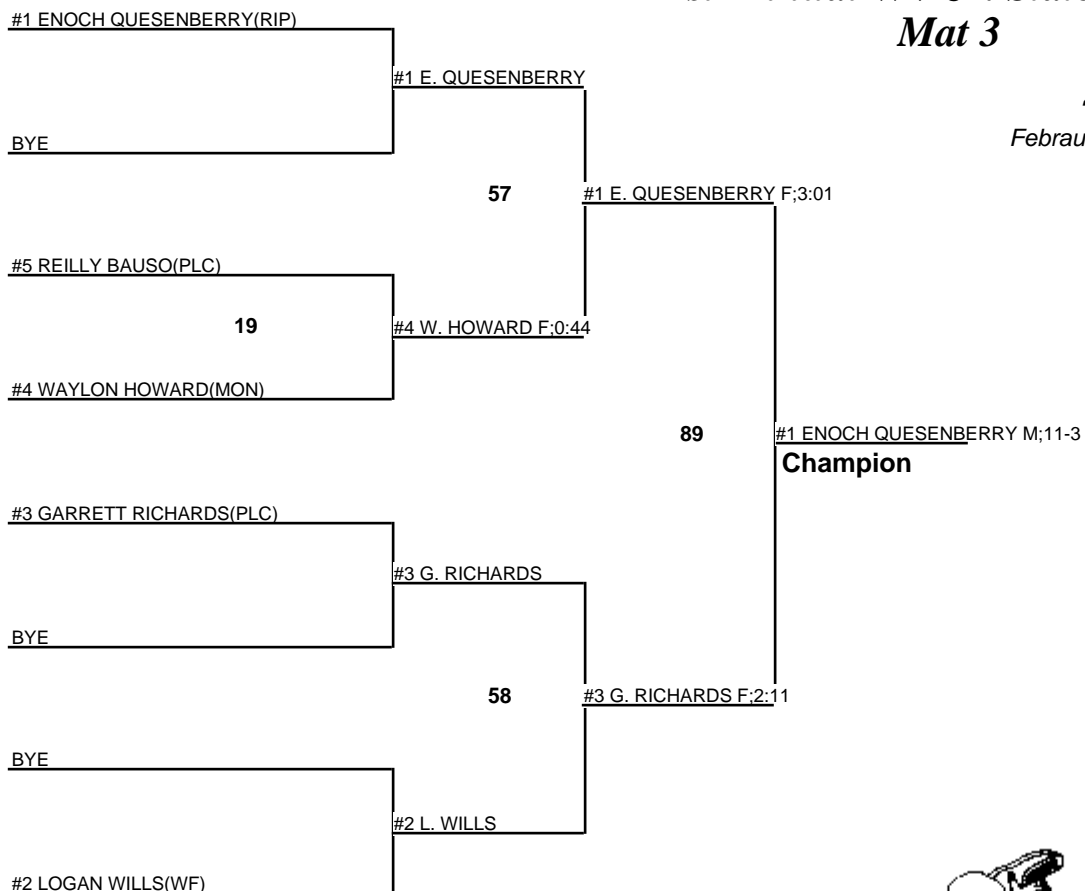 Mat 3
Febrau
#1 ENOCH QUESENBERRY(RIP)
#1 E. QUESENBERRY
BYE
57
#1 E. QUESENBERRY F;3:01
#5 REILLY BAUSO(PLC)
19
#4 W. HOWARD F;0:44
#4 WAYLON HOWARD(MON)
89
#1 ENOCH QUESENBERRY M;11-3
Champion
#3 GARRETT RICHARDS(PLC)
#3 G. RICHARDS
BYE
58
#3 G. RICHARDS F;2:11
BYE
#2 L. WILLS
#2 LOGAN WILLS(WF)